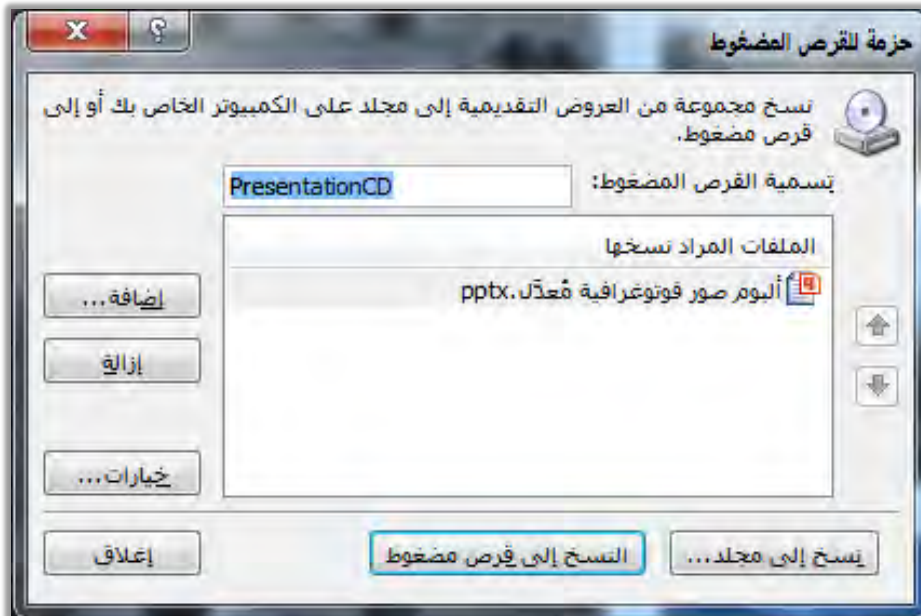 حزمة للقرص المضغوط
نسخ مجموعة من العروض التقديمية إلى مجلد على الكمبيوتر الخاص بك أو إلى
قرص مضغوط.
تسمية القرص المضغوط: PresentationCD
الملفات المراد نسخها
ألبوم صور فوتوغرافية مُعدّل.pptx
إضافة...
إزالة
خيارات...
نسخ إلى مجلد... النسخ إلى قرص مضغوط إغلاق